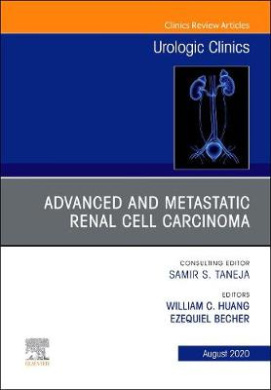 Clinics Review Articles
Urologic Clinics
ADVANCED AND METASTATIC
RENAL CELL CARCINOMA
CONSULTING EDITOR
SAMIR S. TANEJA
EDITORS
WILLIAM C. HUANG
EZEQUIEL BECHER
ELSEVIER
August 2020